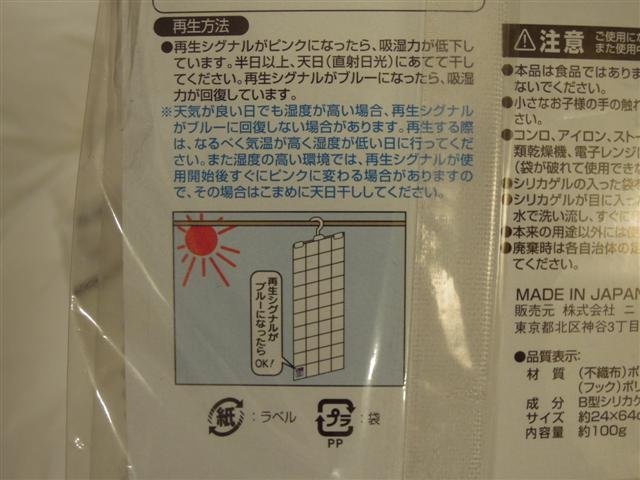 再生方法
●再生シグナルがピンクになったら、吸湿力が低下し
ています。半日以上、天日(直射日光)にあてて干し
てください。再生シグナルがブルーになったら、吸湿
力が回復しています。
※天気が良い日でも湿度が高い場合、再生シグナル
がブルーに回復しない場合があります。再生する際
は、なるべく気温が高く湿度が低い日に行ってくださ
い。また湿度の高い環境では、再生シグナルが使
用開始後すぐにピンクに変わる場合がありますの
で、その場合はこまめに天日干ししてください。
再生シグナルが
ブルーになったら
OK!
紙:ラベル
プラ:袋
PP
注意
ご使用にな
また使用中
●本品は食品ではありま
ないでください。
●小さなお子様の手の触れ
い。
●コンロ、アイロン、ストー
類乾燥機、電子レンジに
(袋が破れて使用できな
●シリカゲルの入った袋を
●シリカゲルが目に入っ
水で洗い流し、すぐに
●本来の用途以外には使
●廃棄時は各自治体の定
てください。
MADE IN JAPAN
販売元 株式会社 ニ
東京都北区神谷3丁目
●品質表示:
材 質 (不織布)ポ
(フック)ポリ
成 分 B型シリカゲ
サイズ 約24×64c
内容量 約100g